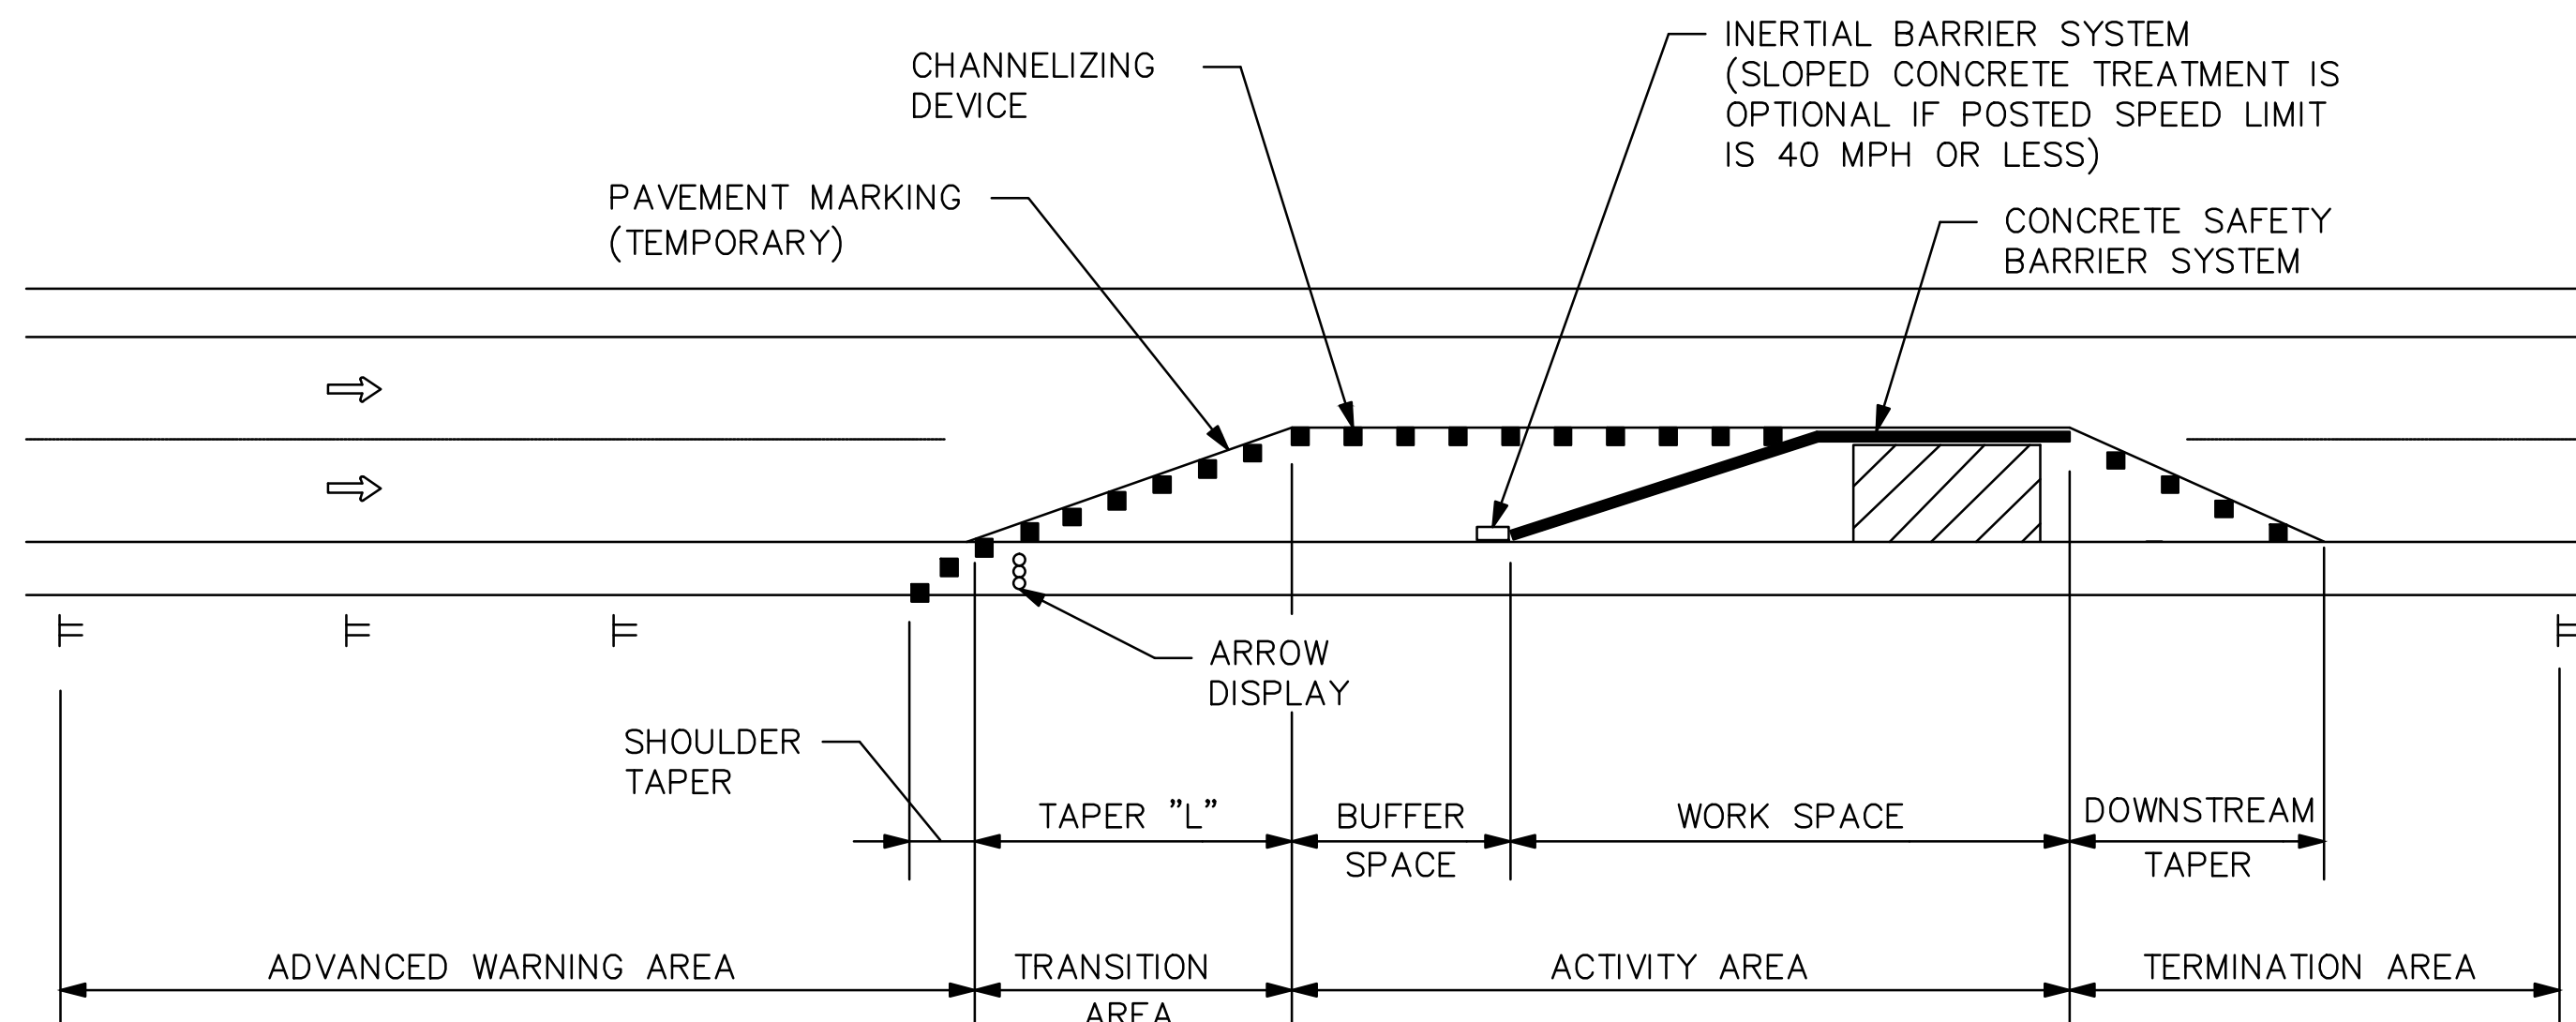 INERTIAL BARRIER SYSTEM
(SLOPED CONCRETE TREATMENT IS
OPTIONAL IF POSTED SPEED LIMIT
IS 40 MPH OR LESS)
CHANNELIZING
DEVICE
PAVEMENT MARKING
(TEMPORARY)
CONCRETE SAFETY
BARRIER SYSTEM
ARROW
DISPLAY
SHOULDER
TAPER
TAPER "L"
BUFFER
SPACE
WORK SPACE
DOWNSTREAM
TAPER
ADVANCED WARNING AREA
TRANSITION
AREA
ACTIVITY AREA
TERMINATION AREA